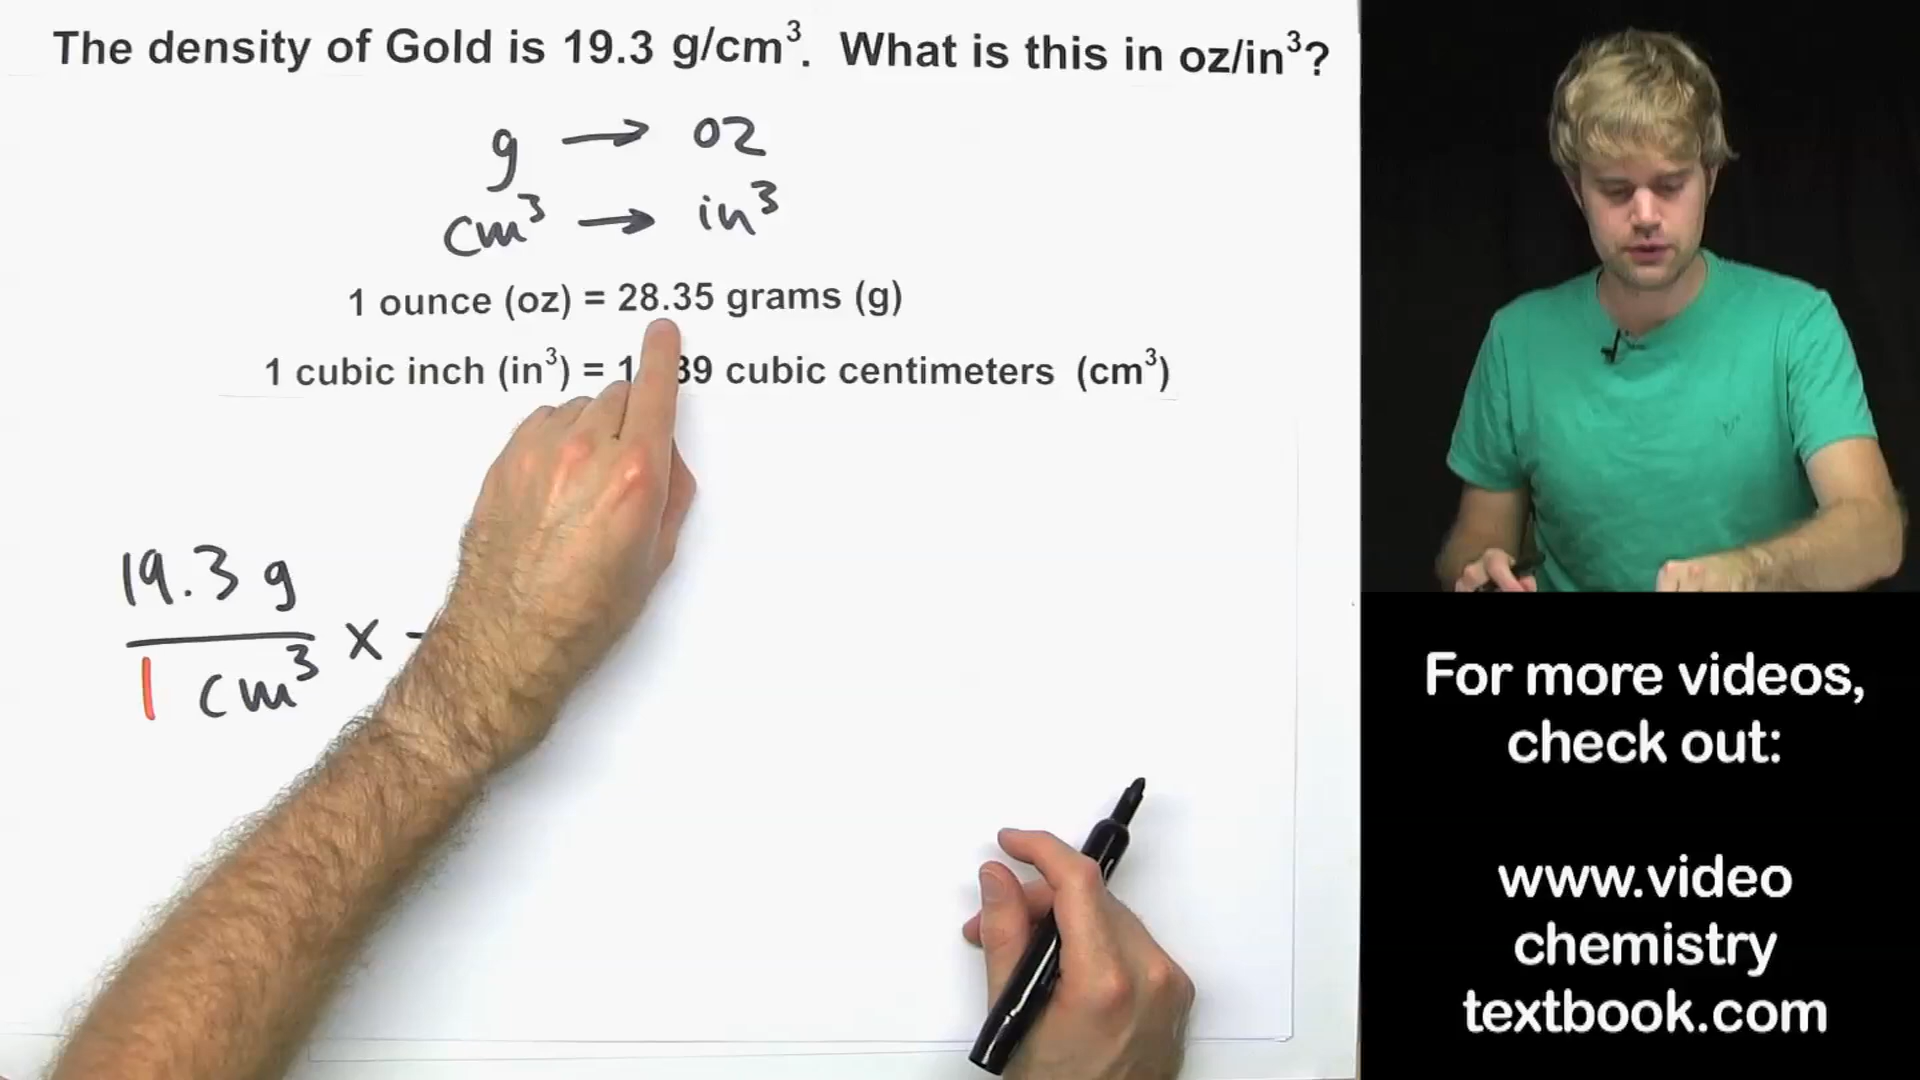 The density of Gold is 19.3 g/cm³. What is this in oz/in³?
g → oz
cm³ → in³
1 ounce (oz) = 28.35 grams (g)
1 cubic inch (in³) = 1 39 cubic centimeters (cm³)
19.3 g
1 cm³ x -
For more videos,
check out:
www.video
chemistry
textbook.com